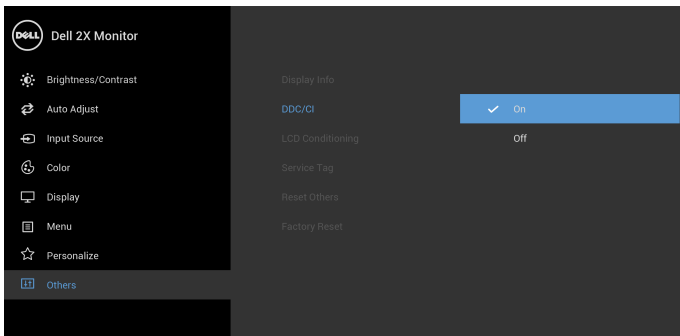 DELL Dell 2X Monitor
Brightness/Contrast
Auto Adjust
Input Source
Color
Display
Menu
Personalize
Others
Display Info
DDC/CI
LCD Conditioning
Service Tag
Reset Others
Factory Reset
On
Off